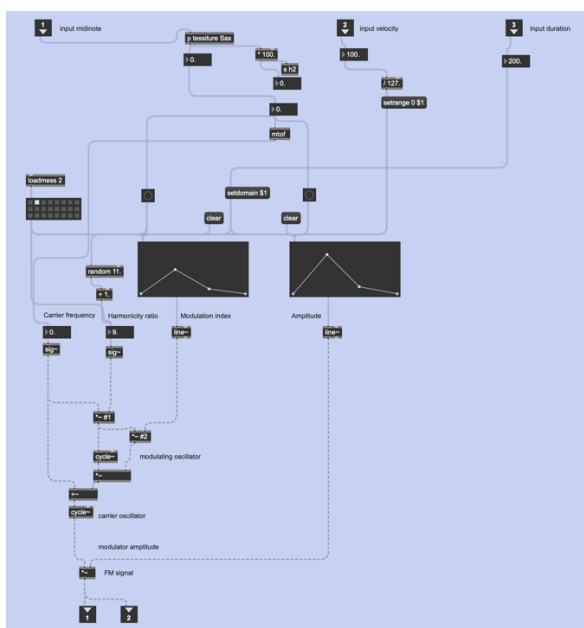 1
input midinote
2
input velocity
3
input duration
p tessiture Sax
0.
* 100.
s h2
0.
100.
/ 127.
setrange 0 $1
200.
0.
mtof
loadmess 2
setdomain $1
clear
clear
random 11.
+ 1.
Carrier frequency
Harmonicity ratio
Modulation index
Amplitude
0.
9.
line~
line~
sig~
sig~
*~ #1
*~ #2
cycle~
modulating oscillator
*~
+~
cycle~
carrier oscillator
modulator amplitude
*~
FM signal
1
2